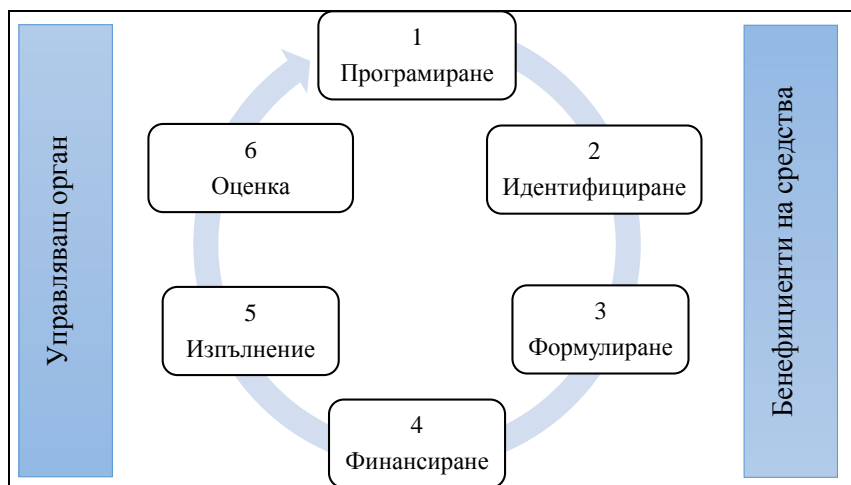 Управляващ орган
1
Програмиране
2
Идентифициране
3
Формулиране
4
Финансиране
5
Изпълнение
6
Оценка
Бенефициенти на средства